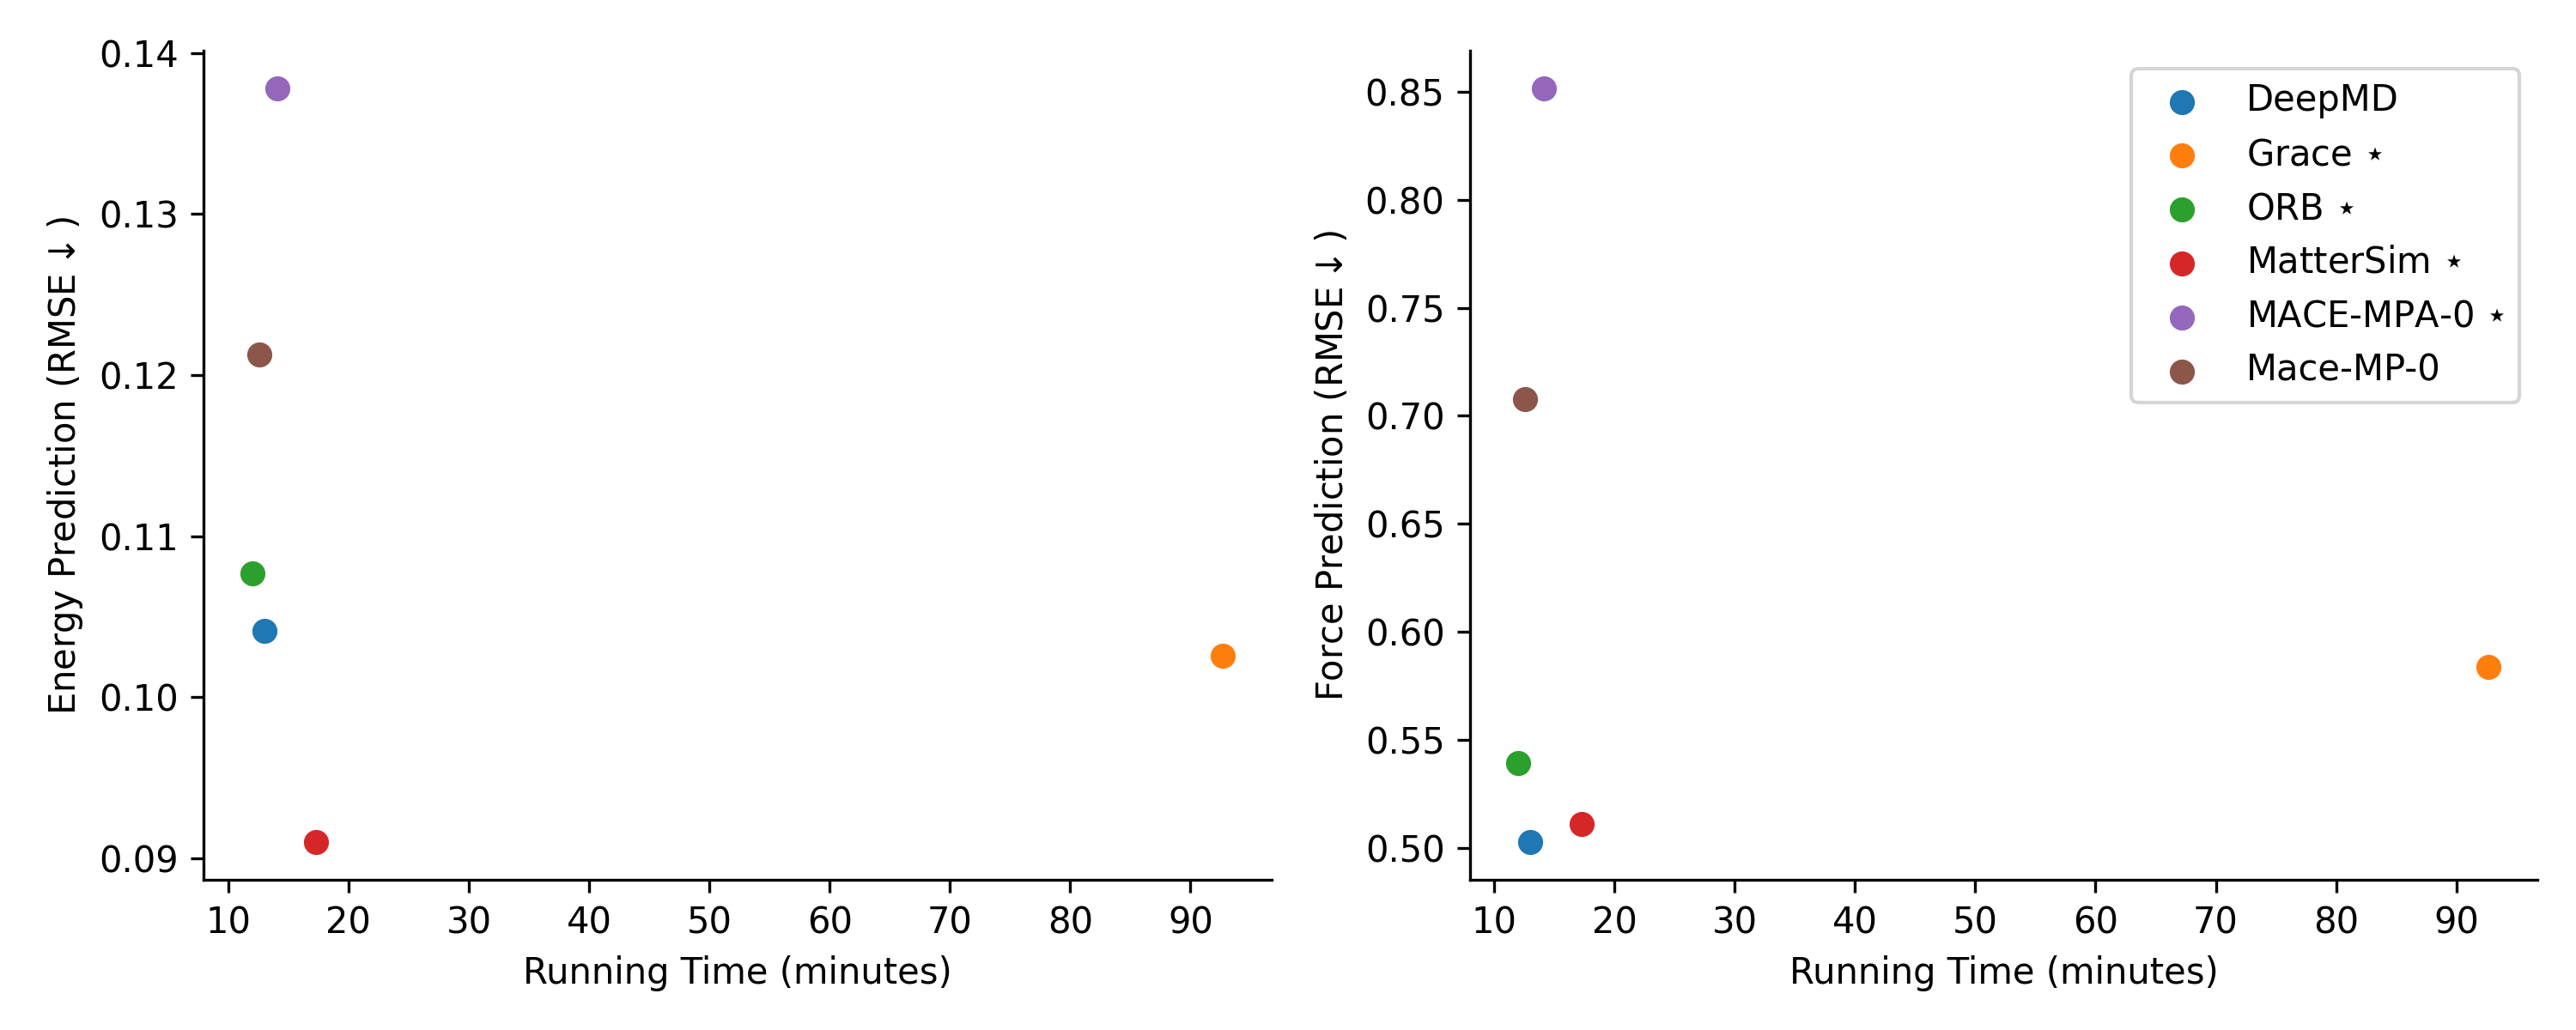 Energy Prediction (RMSE ↓)
0.14
0.13
0.12
0.11
0.10
0.09
10 20 30 40 50 60 70 80 90
Running Time (minutes)
Force Prediction (RMSE ↓)
0.85
0.80
0.75
0.70
0.65
0.60
0.55
0.50
10 20 30 40 50 60 70 80 90
Running Time (minutes)
DeepMD
Grace ⋆
ORB ⋆
MatterSim ⋆
MACE-MPA-0 ⋆
Mace-MP-0